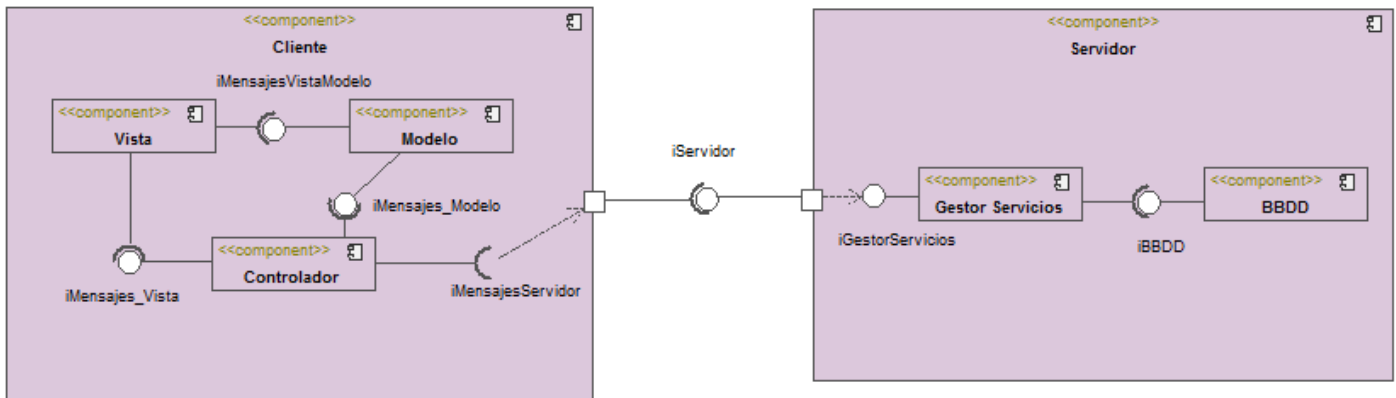 <<component>>
Cliente
iMensajesVistaModelo
<<component>>
Vista
<<component>>
Modelo
iMensajes_Modelo
<<component>>
Controlador
iMensajes_Vista
iMensajesServidor
iServidor
<<component>>
Servidor
<<component>>
Gestor Servicios
iGestorServicios
iBBDD
<<component>>
BBDD